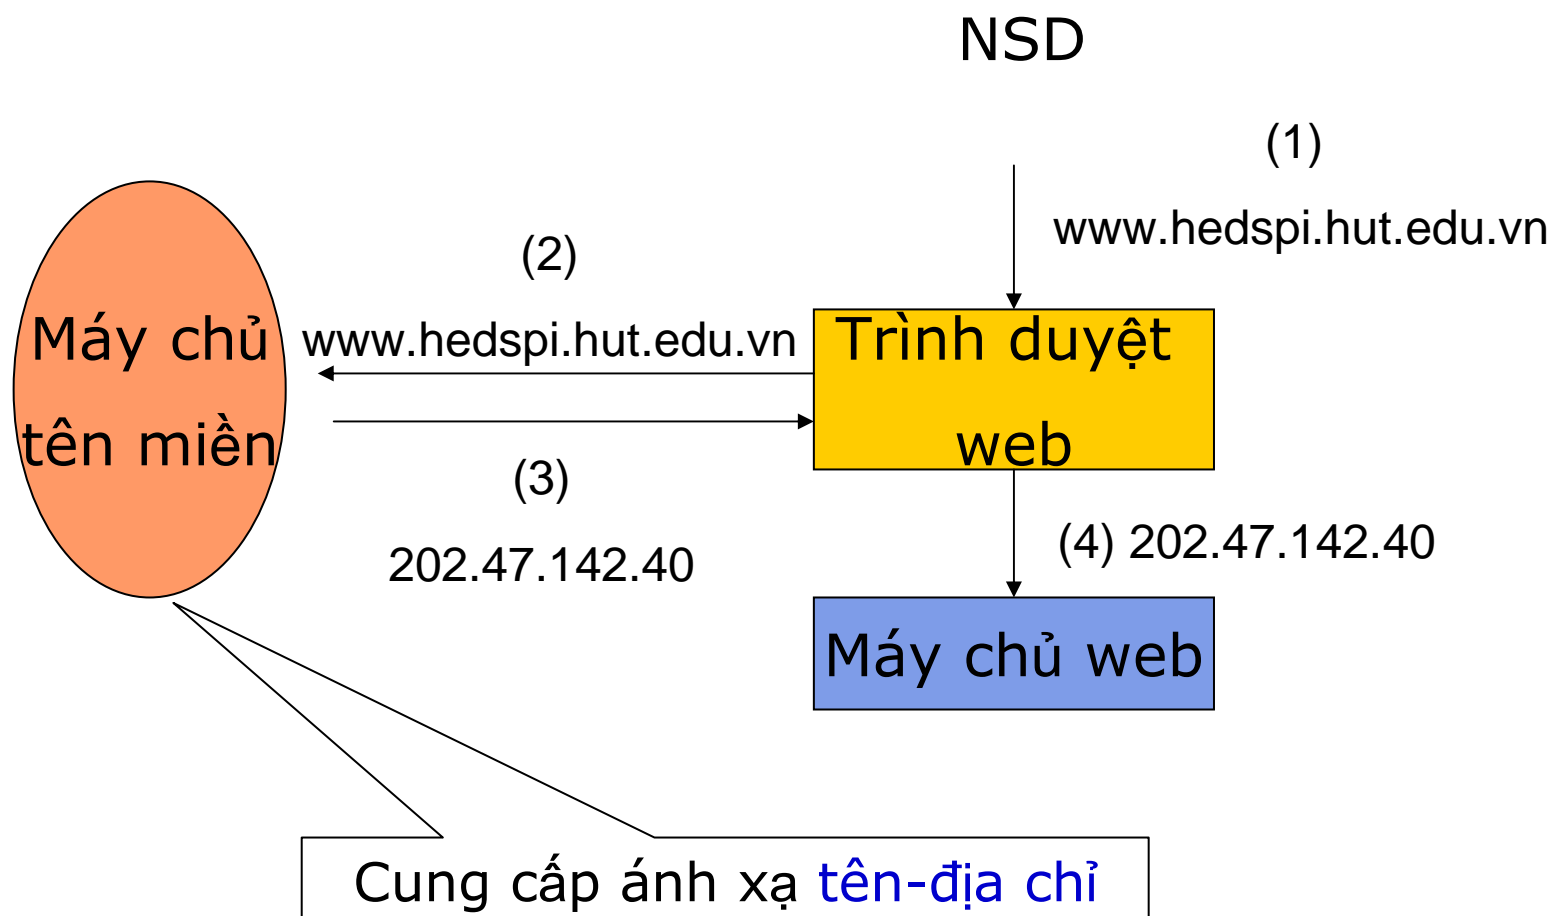 NSD
(1)
www.hedspi.hut.edu.vn
(2)
www.hedspi.hut.edu.vn
Máy chủ
tên miền
Trình duyệt
web
(3)
202.47.142.40
(4) 202.47.142.40
Máy chủ web
Cung cấp ánh xạ tên-địa chỉ